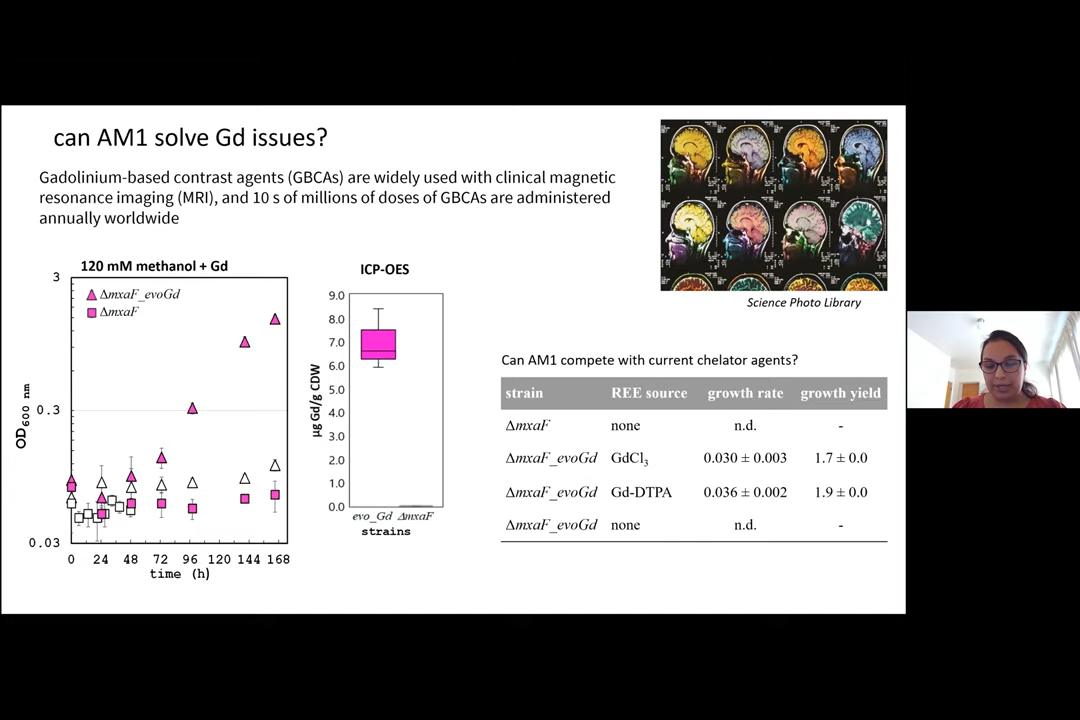 can AM1 solve Gd issues?
Gadolinium-based contrast agents (GBCAs) are widely used with clinical magnetic
resonance imaging (MRI), and 10 s of millions of doses of GBCAs are administered
annually worldwide
Science Photo Library
120 mM methanol + Gd
ΔmxaF_evoGd
ΔmxaF
3
0.3
0.03
OD600 nm
0 24 48 72 96 120 144 168
time (h)
ICP-OES
9.0
8.0
7.0
6.0
5.0
4.0
3.0
2.0
1.0
0.0
µg Gd/g CDW
evo_Gd ΔmxaF
strains
Can AM1 compete with current chelator agents?
strain REE source growth rate growth yield
ΔmxaF none n.d. -
ΔmxaF_evoGd GdCl3 0.030 ± 0.003 1.7 ± 0.0
ΔmxaF_evoGd Gd-DTPA 0.036 ± 0.002 1.9 ± 0.0
ΔmxaF_evoGd none n.d. -